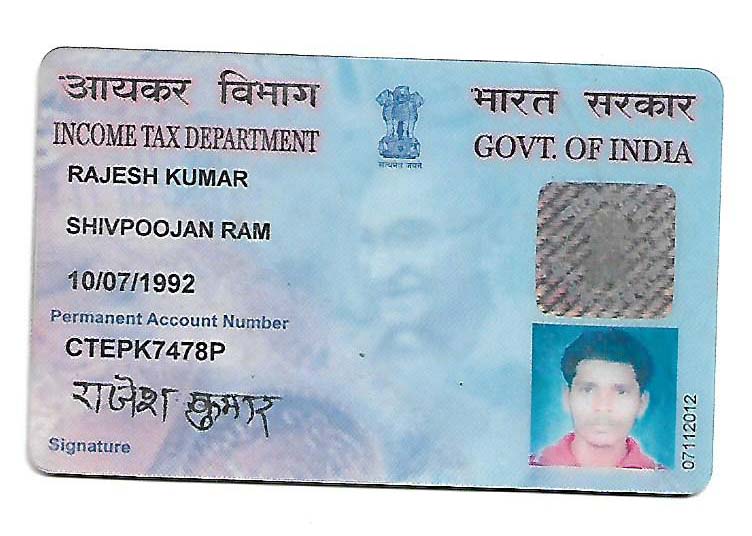 आयकर विभाग
भारत सरकार
INCOME TAX DEPARTMENT
GOVT. OF INDIA
सत्यमेव जयते
RAJESH KUMAR
SHIVPOOJAN RAM
10/07/1992
Permanent Account Number
CTEPK7478P
राजेश कुमार
Signature
07112012